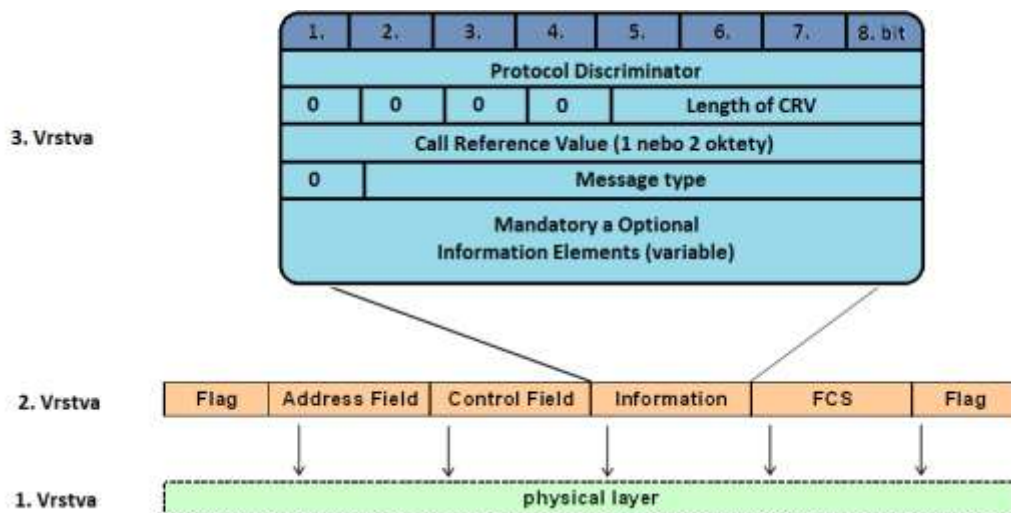 1. 2. 3. 4. 5. 6. 7. 8. bit
Protocol Discriminator
0 0 0 0 Length of CRV
3. Vrstva
Call Reference Value (1 nebo 2 oktety)
0 Message type
Mandatory a Optional
Information Elements (variable)
2. Vrstva Flag Address Field Control Field Information FCS Flag
1. Vrstva physical layer